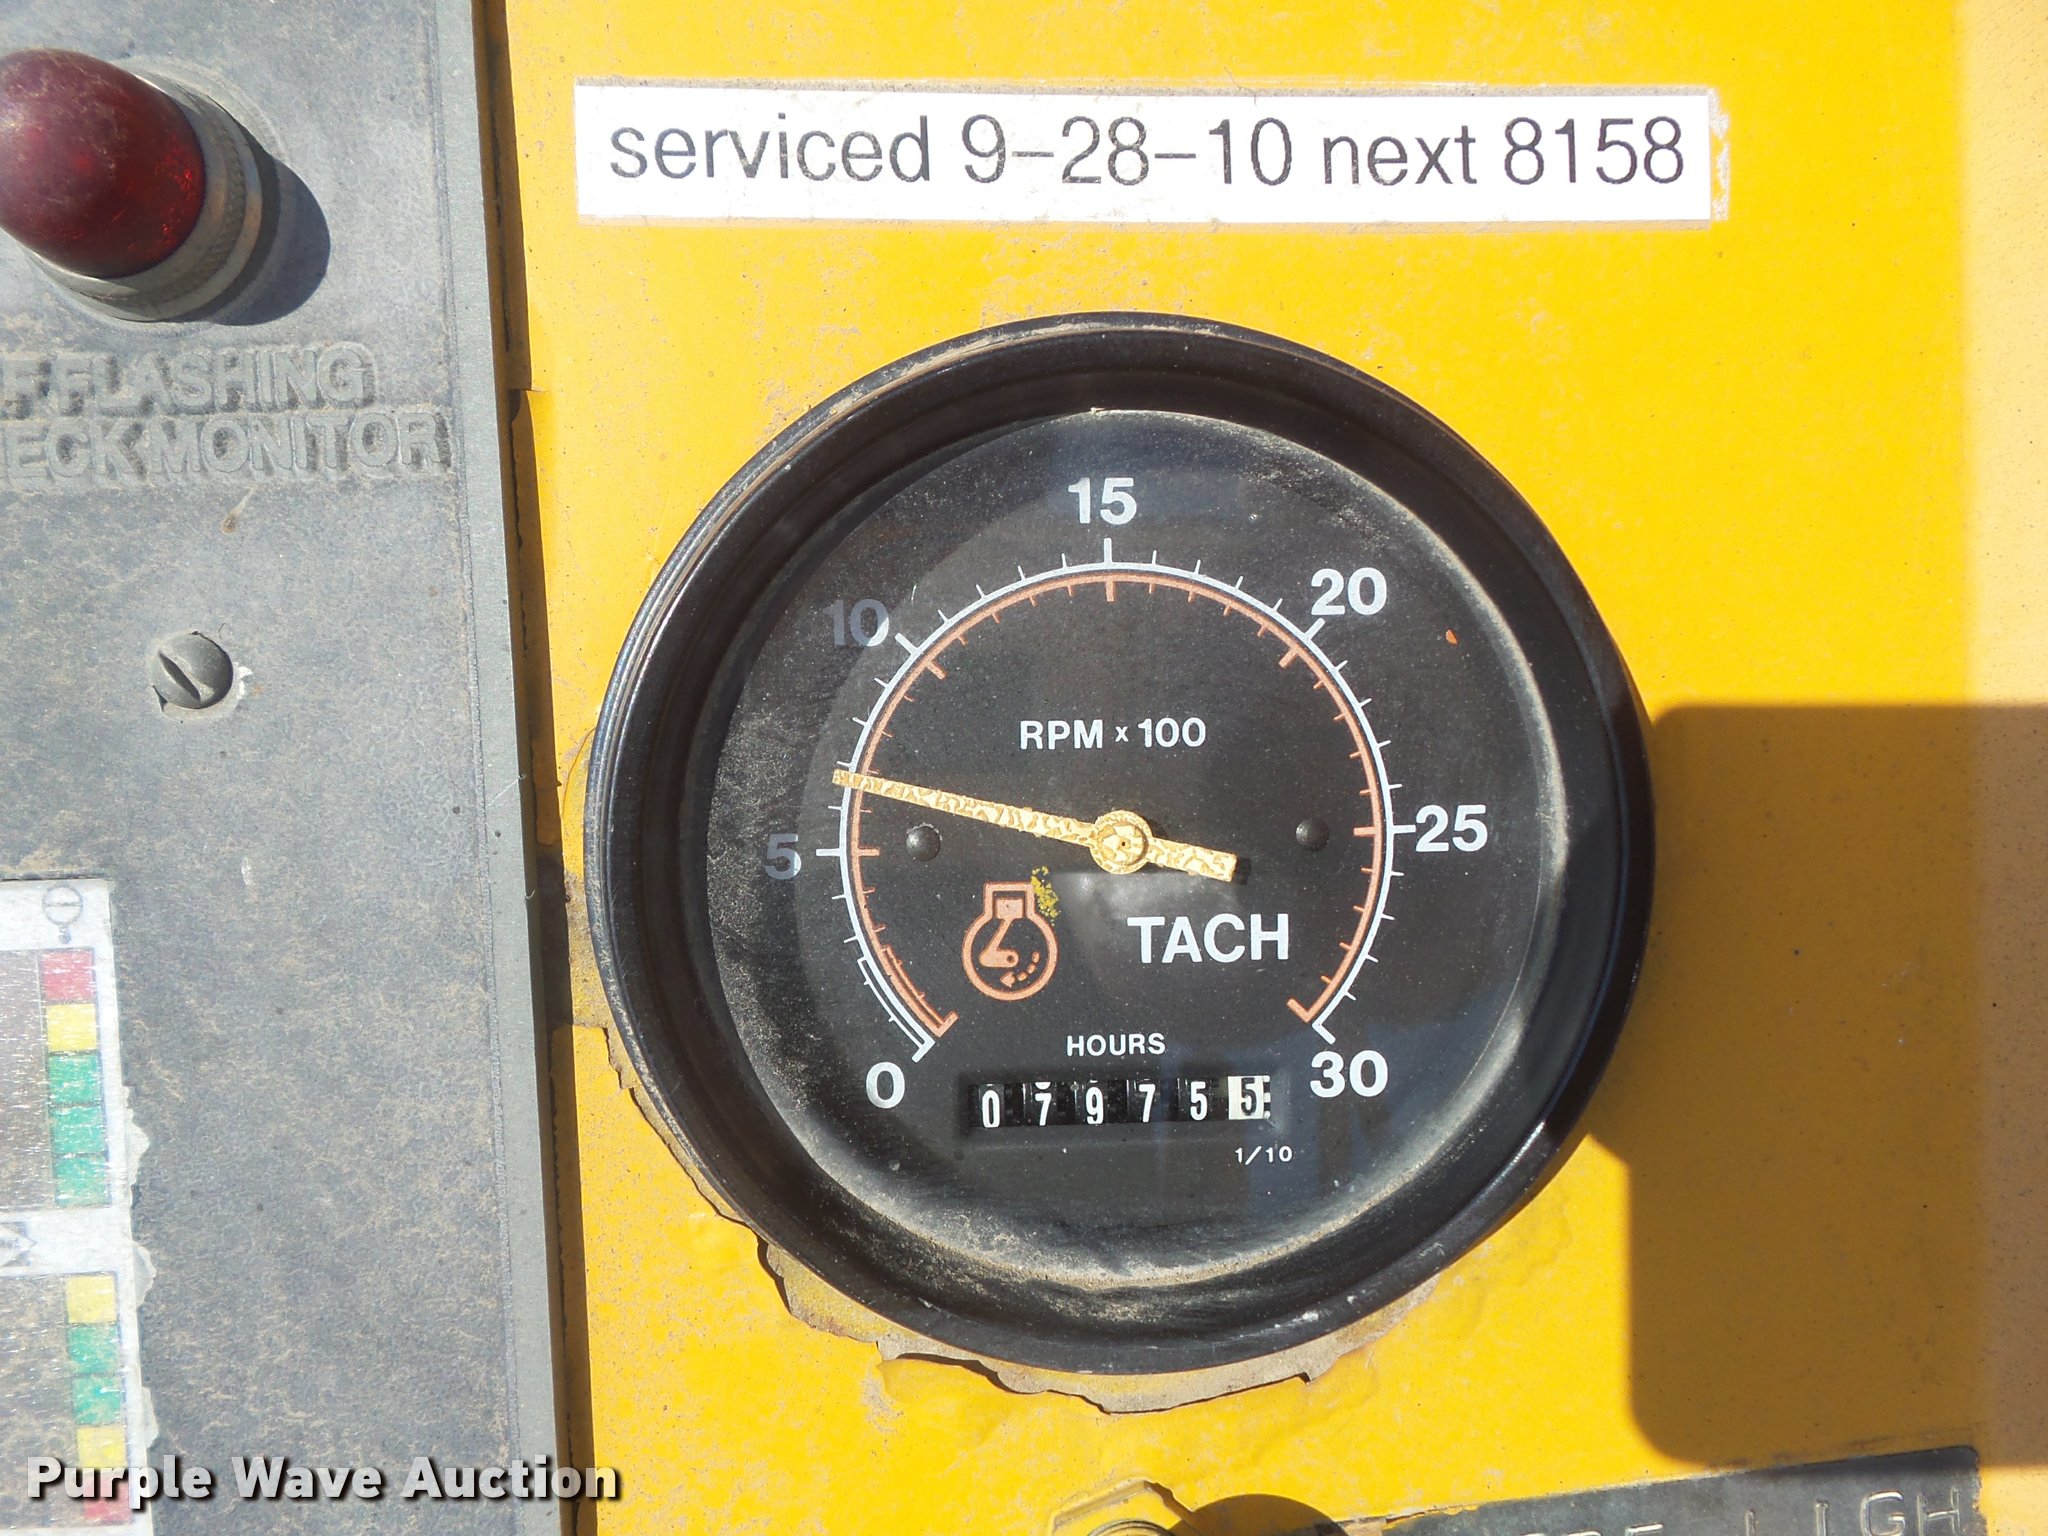 serviced 9-28-10 next 8158
FLASHING
MONITOR
15
10
20
RPM x 100
5
25
TACH
HOURS
0
30
0 7 9 7 5 5
1/10
Purple Wave Auction